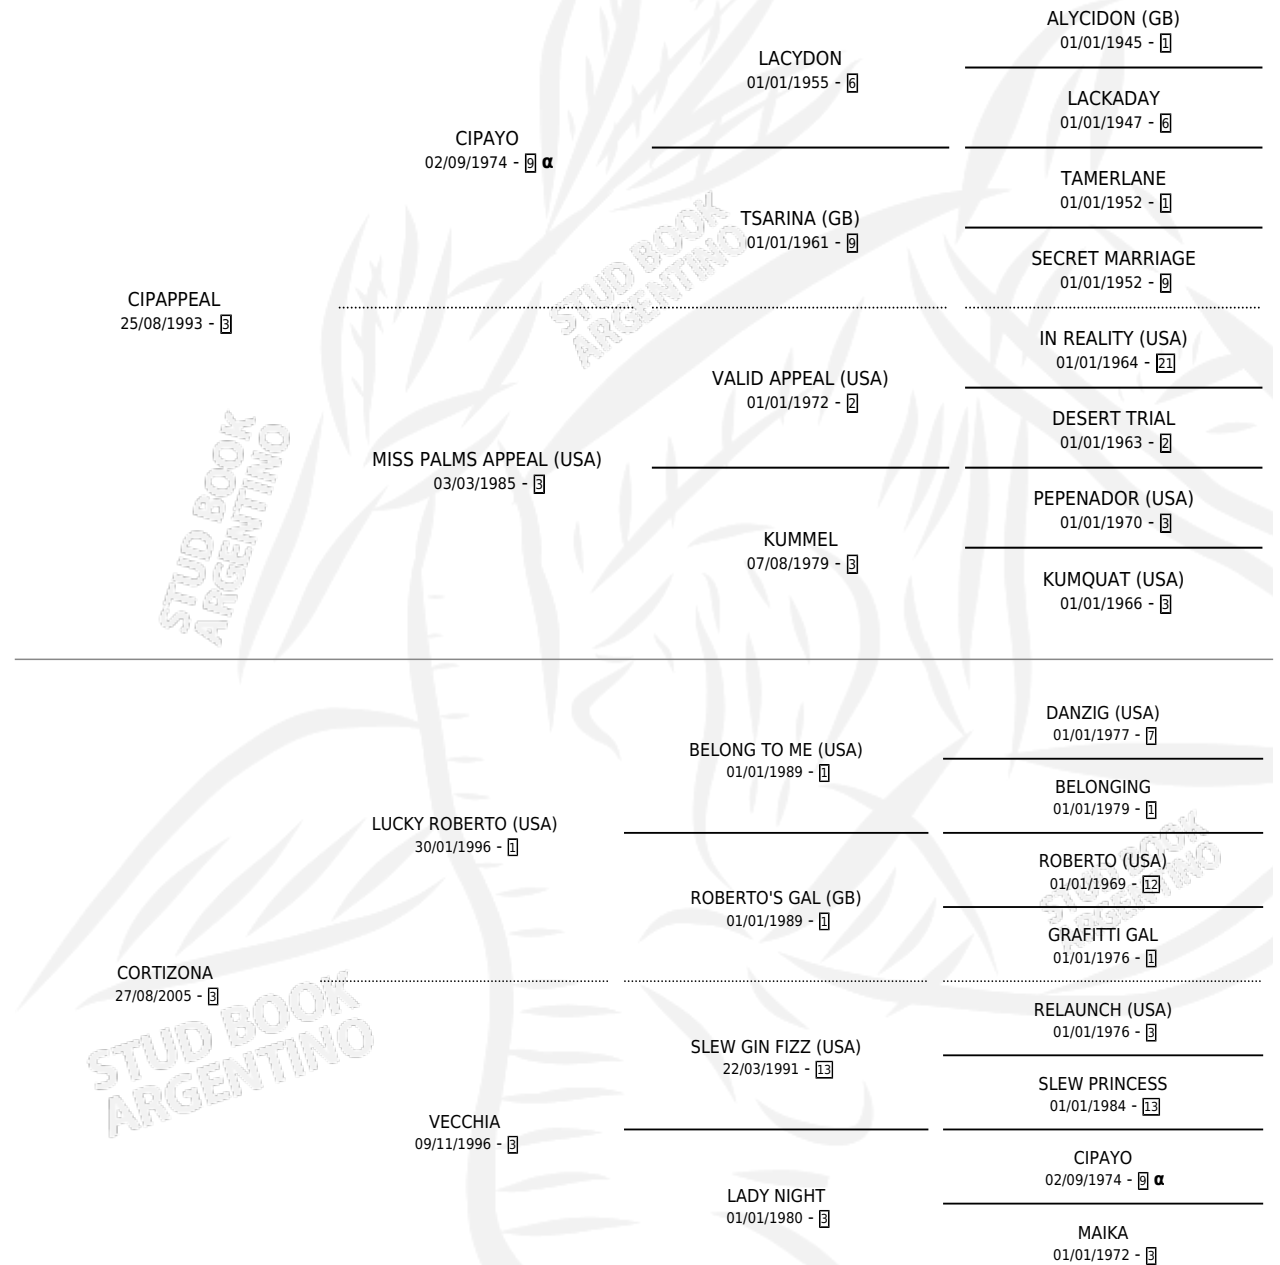 ALYCIDON (GB)
01/01/1945 - 1
LACYDON
01/01/1955 - 6
LACKADAY
01/01/1947 - 6
CIPAYO
02/09/1974 - 9 α
TAMERLANE
01/01/1952 - 1
TSARINA (GB)
01/01/1961 - 9
SECRET MARRIAGE
01/01/1952 - 9
CIPAPPEAL
25/08/1993 - 3
IN REALITY (USA)
01/01/1964 - 21
VALID APPEAL (USA)
01/01/1972 - 2
DESERT TRIAL
01/01/1963 - 2
MISS PALMS APPEAL (USA)
03/03/1985 - 3
PEPENADOR (USA)
01/01/1970 - 3
KUMMEL
07/08/1979 - 3
KUMQUAT (USA)
01/01/1966 - 3
STUD BOOK
ARGENTINO
STUD BOOK
ARGENTINO
DANZIG (USA)
01/01/1977 - 7
BELONG TO ME (USA)
01/01/1989 - 1
BELONGING
01/01/1979 - 1
LUCKY ROBERTO (USA)
30/01/1996 - 1
ROBERTO (USA)
01/01/1969 - 12
ROBERTO'S GAL (GB)
01/01/1989 - 1
GRAFITTI GAL
01/01/1976 - 1
CORTIZONA
27/08/2005 - 3
RELAUNCH (USA)
01/01/1976 - 3
SLEW GIN FIZZ (USA)
22/03/1991 - 13
SLEW PRINCESS
01/01/1984 - 13
VECCHIA
09/11/1996 - 3
CIPAYO
02/09/1974 - 9 α
LADY NIGHT
01/01/1980 - 3
MAIKA
01/01/1972 - 3
STUD BOOK
ARGENTINO
STUD BOOK
ARGENTINO